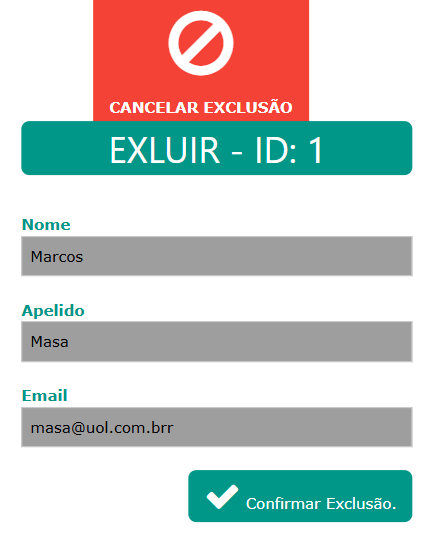 CANCELAR EXCLUSÃO
EXLUIR - ID: 1
Nome
Marcos
Apelido
Masa
Email
masa@uol.com.brr
Confirmar Exclusão.